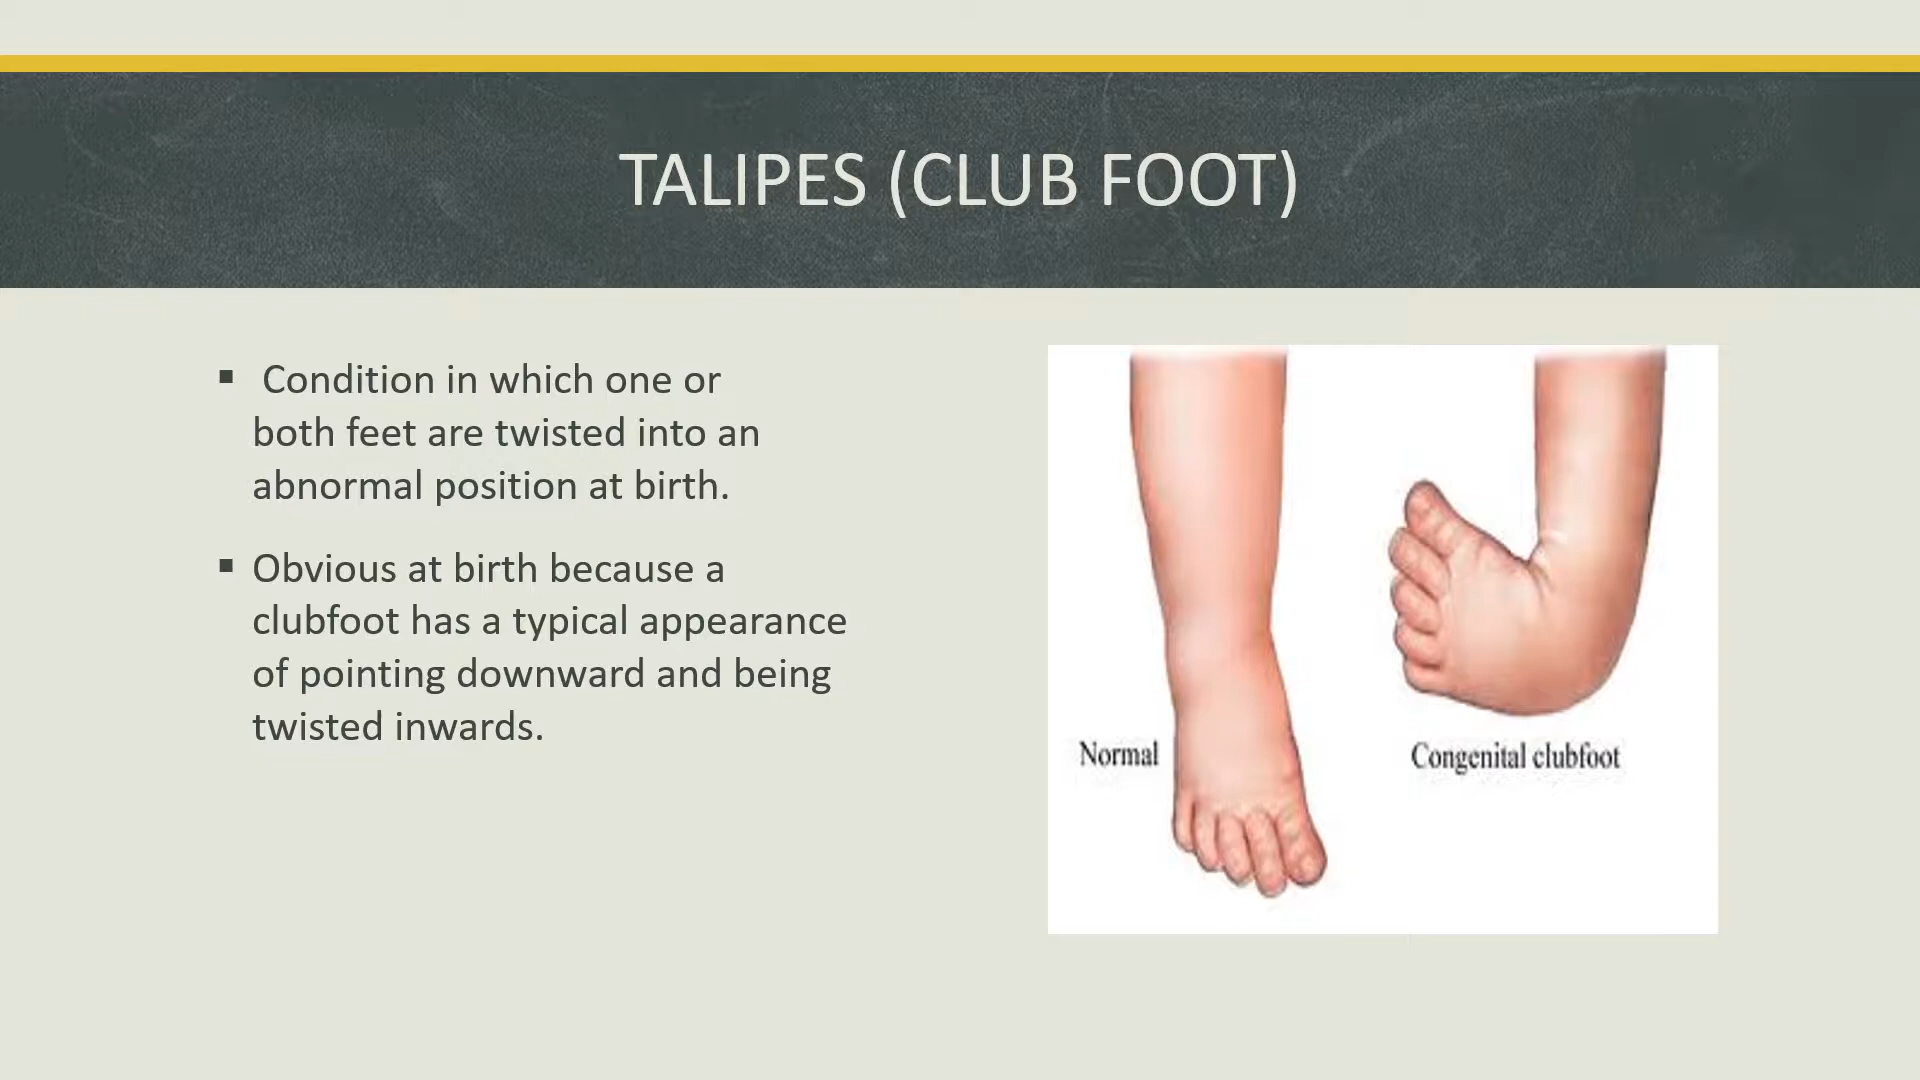 TALIPES (CLUB FOOT)
▪ Condition in which one or
both feet are twisted into an
abnormal position at birth.
▪ Obvious at birth because a
clubfoot has a typical appearance
of pointing downward and being
twisted inwards.
Normal
Congenital clubfoot